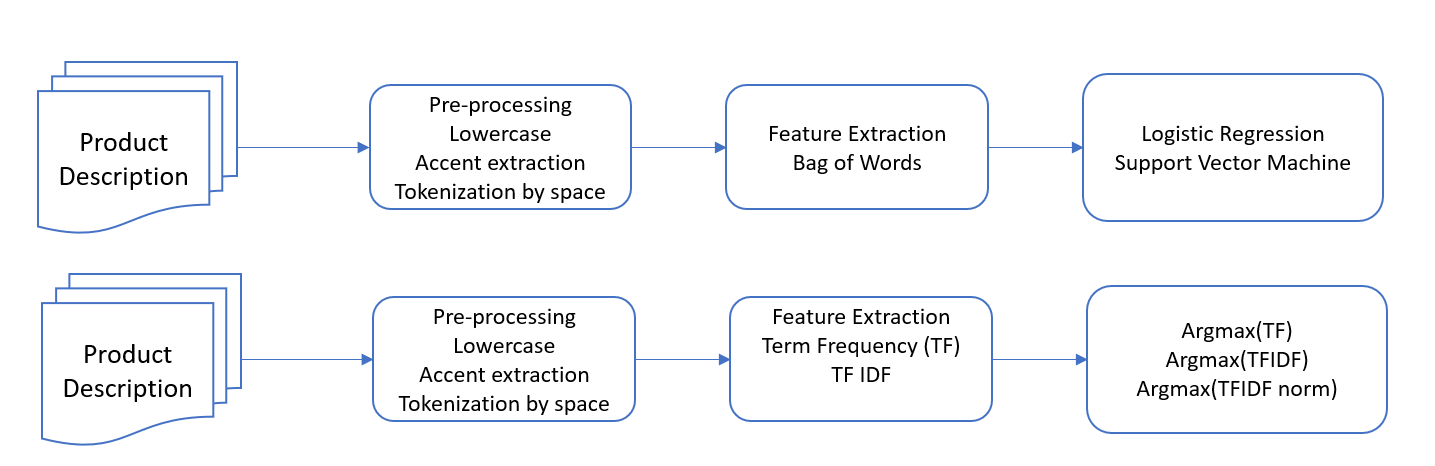 Product
Description
Pre-processing
Lowercase
Accent extraction
Tokenization by space
Feature Extraction
Bag of Words
Logistic Regression
Support Vector Machine
Product
Description
Pre-processing
Lowercase
Accent extraction
Tokenization by space
Feature Extraction
Term Frequency (TF)
TF IDF
Argmax(TF)
Argmax(TFIDF)
Argmax(TFIDF norm)